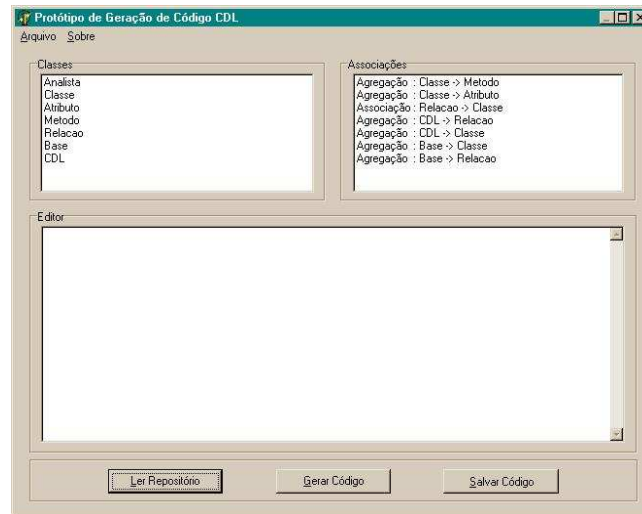 Protótipo de Geração de Código CDL
Arquivo Sobre
Classes
Analista
Classe
Atributo
Metodo
Relacao
Base
CDL
Associações
Agregação : Classe -> Metodo
Agregação : Classe -> Atributo
Associação : Relacao -> Classe
Agregação : CDL -> Relacao
Agregação : CDL -> Classe
Agregação : Base -> Classe
Agregação : Base -> Relacao
Editor
Ler Repositório
Gerar Código
Salvar Código